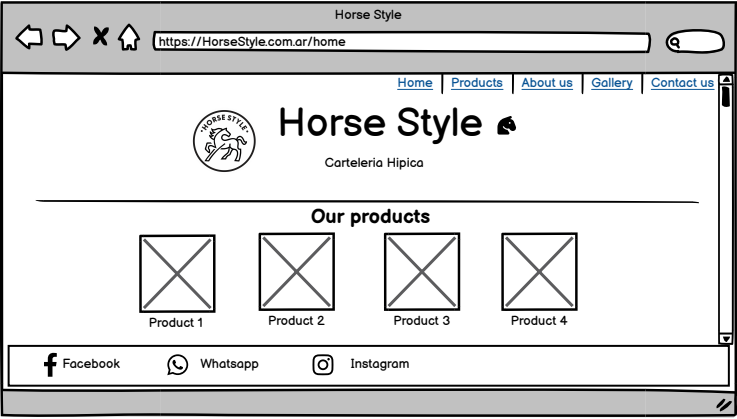 Horse Style
https://HorseStyle.com.ar/home
Home Products About us Gallery Contact us
·HORSE STYLE·
Horse Style
Carteleria Hipica
Our products
Product 1 Product 2 Product 3 Product 4
Facebook Whatsapp Instagram